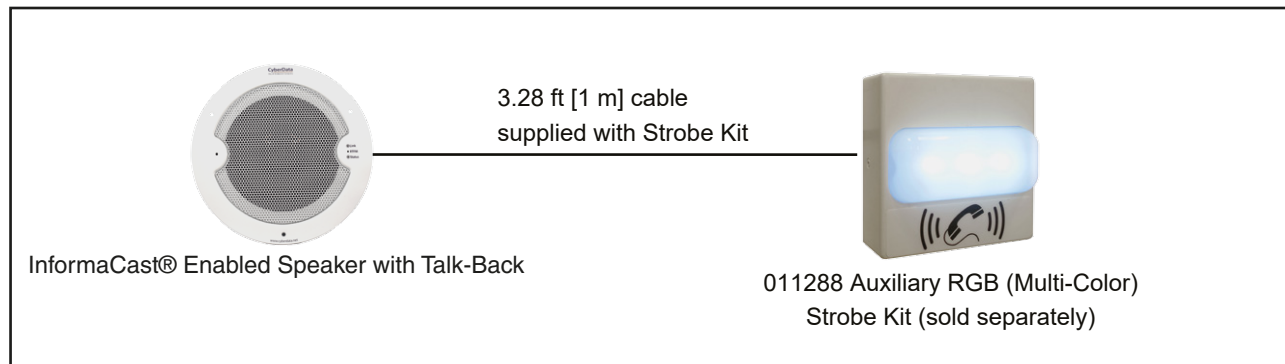 CyberData
3.28 ft [1 m] cable
supplied with Strobe Kit
InformaCast® Enabled Speaker with Talk-Back
011288 Auxiliary RGB (Multi-Color)
Strobe Kit (sold separately)